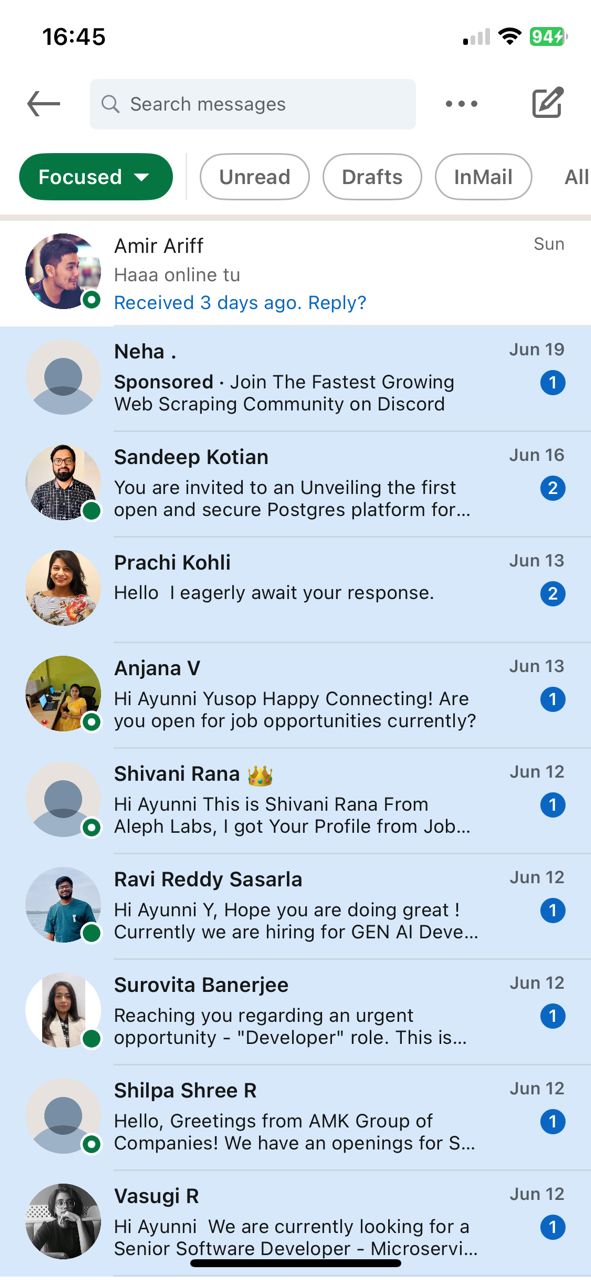 16:45
94
Search messages
Focused
Unread
Drafts
InMail
All
Amir Ariff
Sun
Haaa online tu
Received 3 days ago. Reply?
Neha .
Jun 19
Sponsored · Join The Fastest Growing
1
Web Scraping Community on Discord
Sandeep Kotian
Jun 16
You are invited to an Unveiling the first
2
open and secure Postgres platform for...
Prachi Kohli
Jun 13
Hello  I eagerly await your response.
2
Anjana V
Jun 13
Hi Ayunni Yusop Happy Connecting! Are
1
you open for job opportunities currently?
Shivani Rana 👑
Jun 12
Hi Ayunni This is Shivani Rana From
1
Aleph Labs, I got Your Profile from Job...
Ravi Reddy Sasarla
Jun 12
Hi Ayunni Y, Hope you are doing great !
1
Currently we are hiring for GEN AI Deve...
Surovita Banerjee
Jun 12
Reaching you regarding an urgent
1
opportunity - "Developer" role. This is...
Shilpa Shree R
Jun 12
Hello, Greetings from AMK Group of
1
Companies! We have an openings for S...
Vasugi R
Jun 12
Hi Ayunni  We are currently looking for a
1
Senior Software Developer - Microservi...